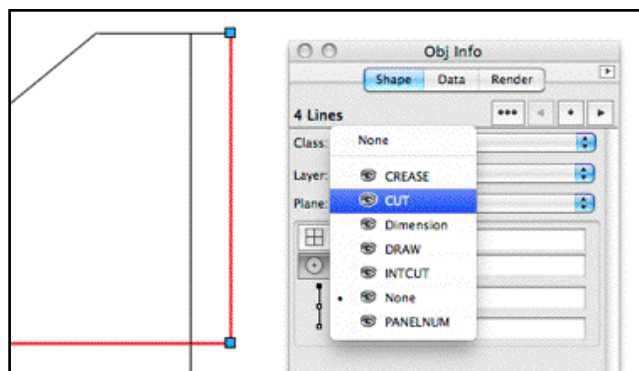 Obj Info
Shape Data Render
4 Lines
Class:
None
Layer:
CREASE
Plane:
CUT
Dimension
DRAW
INTCUT
None
PANELNUM